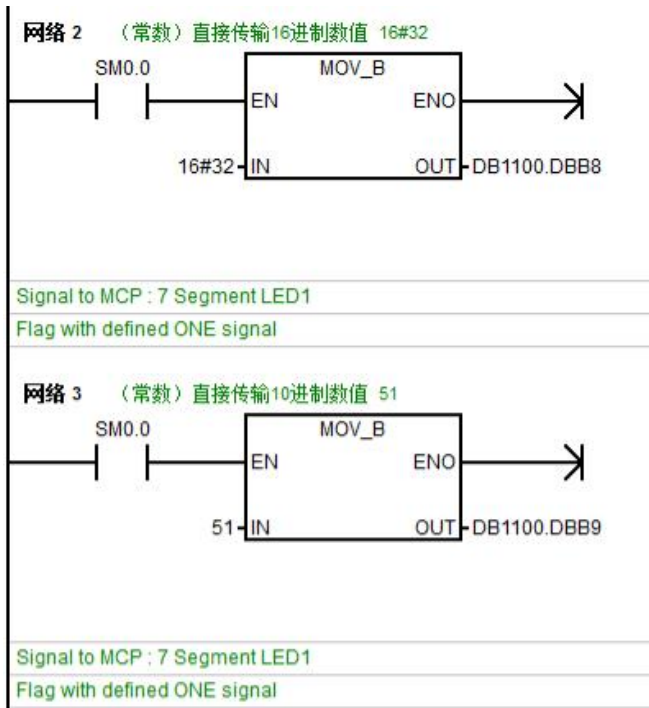 网络 2 （常数）直接传输16进制数值 16#32
SM0.0
MOV_B
EN ENO
16#32 IN OUT DB1100.DBB8
Signal to MCP : 7 Segment LED1
Flag with defined ONE signal
网络 3 （常数）直接传输10进制数值 51
SM0.0
MOV_B
EN ENO
51 IN OUT DB1100.DBB9
Signal to MCP : 7 Segment LED1
Flag with defined ONE signal